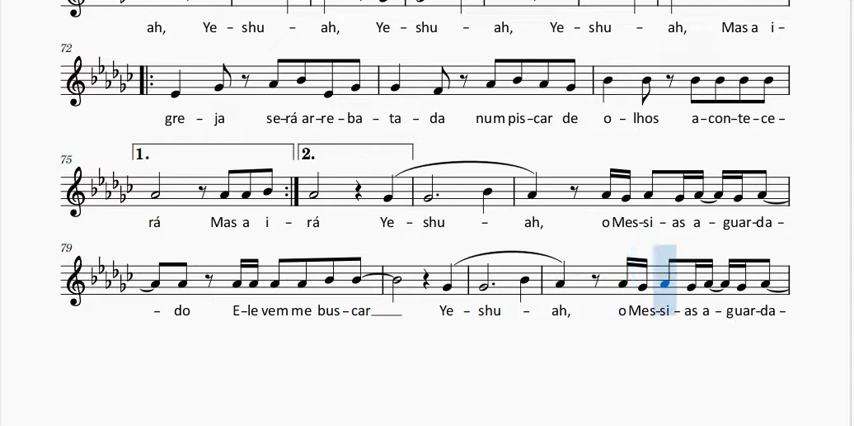 ah, Ye – shu – ah, Ye – shu – ah, Ye – shu – ah, Mas a i –
72
gre – ja se–rá ar–re – ba – ta – da num pis–car de o – lhos a–con–te–ce–
1. 2.
75
rá Mas a i – rá Ye – shu – ah, o Mes–si – as a – guar–da –
79
– do E–le vem me bus–car___ Ye – shu – ah, o Mes–si – as a – guar–da –